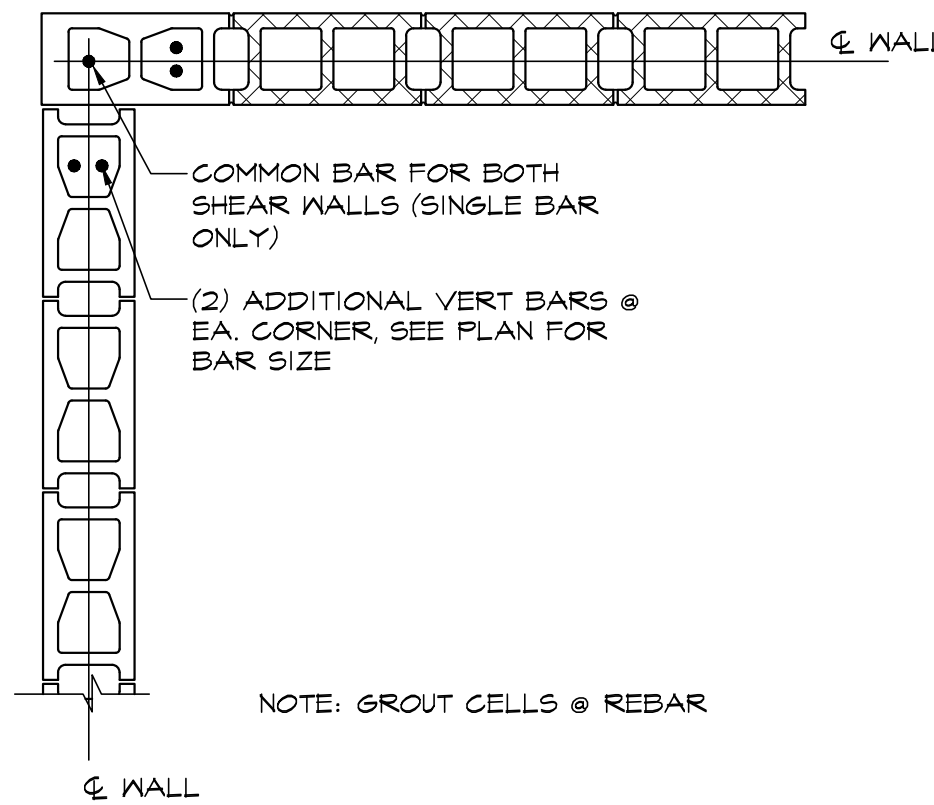 ℄ WALL
COMMON BAR FOR BOTH
SHEAR WALLS (SINGLE BAR
ONLY)
(2) ADDITIONAL VERT BARS @
EA. CORNER, SEE PLAN FOR
BAR SIZE
NOTE: GROUT CELLS @ REBAR
℄ WALL